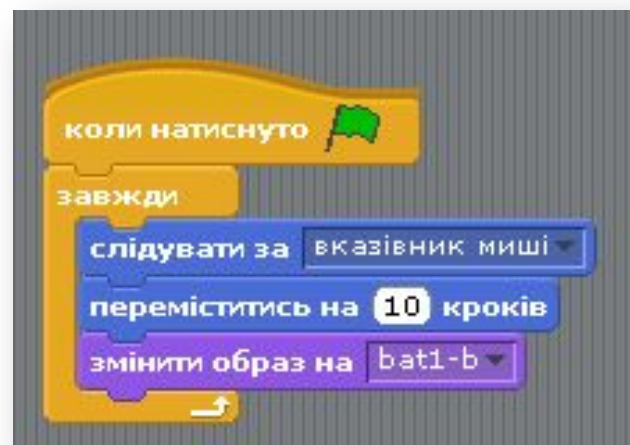 коли натиснуто
завжди
слідувати за вказівник миші
переміститись на 10 кроків
змінити образ на bat1-b